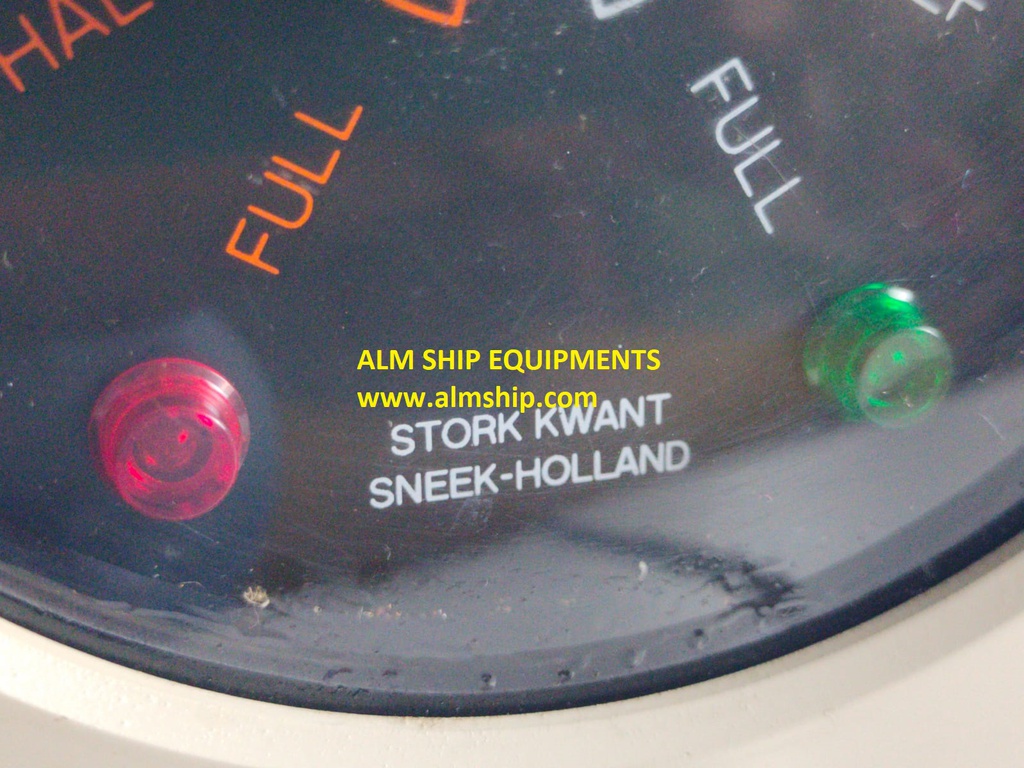 FULL
FULL
ALM SHIP EQUIPMENTS
www.almship.com
STORK KWANT
SNEEK-HOLLAND